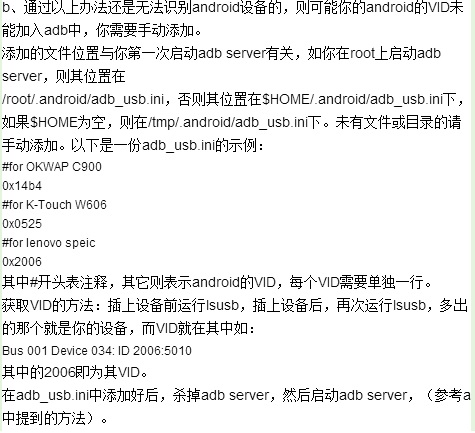 b、通过以上办法还是无法识别android设备的，则可能你的android的VID未
能加入adb中，你需要手动添加。
添加的文件位置与你第一次启动adb server有关，如你在root上启动adb
server，则其位置在
/root/.android/adb_usb.ini，否则其位置在$HOME/.android/adb_usb.ini下，
如果$HOME为空，则在/tmp/.android/adb_usb.ini下。未有文件或目录的请
手动添加。以下是一份adb_usb.ini的示例：
#for OKWAP C900
0x14b4
#for K-Touch W606
0x0525
#for lenovo speic
0x2006
其中#开头表注释，其它则表示android的VID，每个VID需要单独一行。
获取VID的方法：插上设备前运行lsusb，插上设备后，再次运行lsusb，多出
的那个就是你的设备，而VID就在其中如：
Bus 001 Device 034: ID 2006:5010
其中的2006即为其VID。
在adb_usb.ini中添加好后，杀掉adb server，然后启动adb server，（参考a
中提到的方法）。